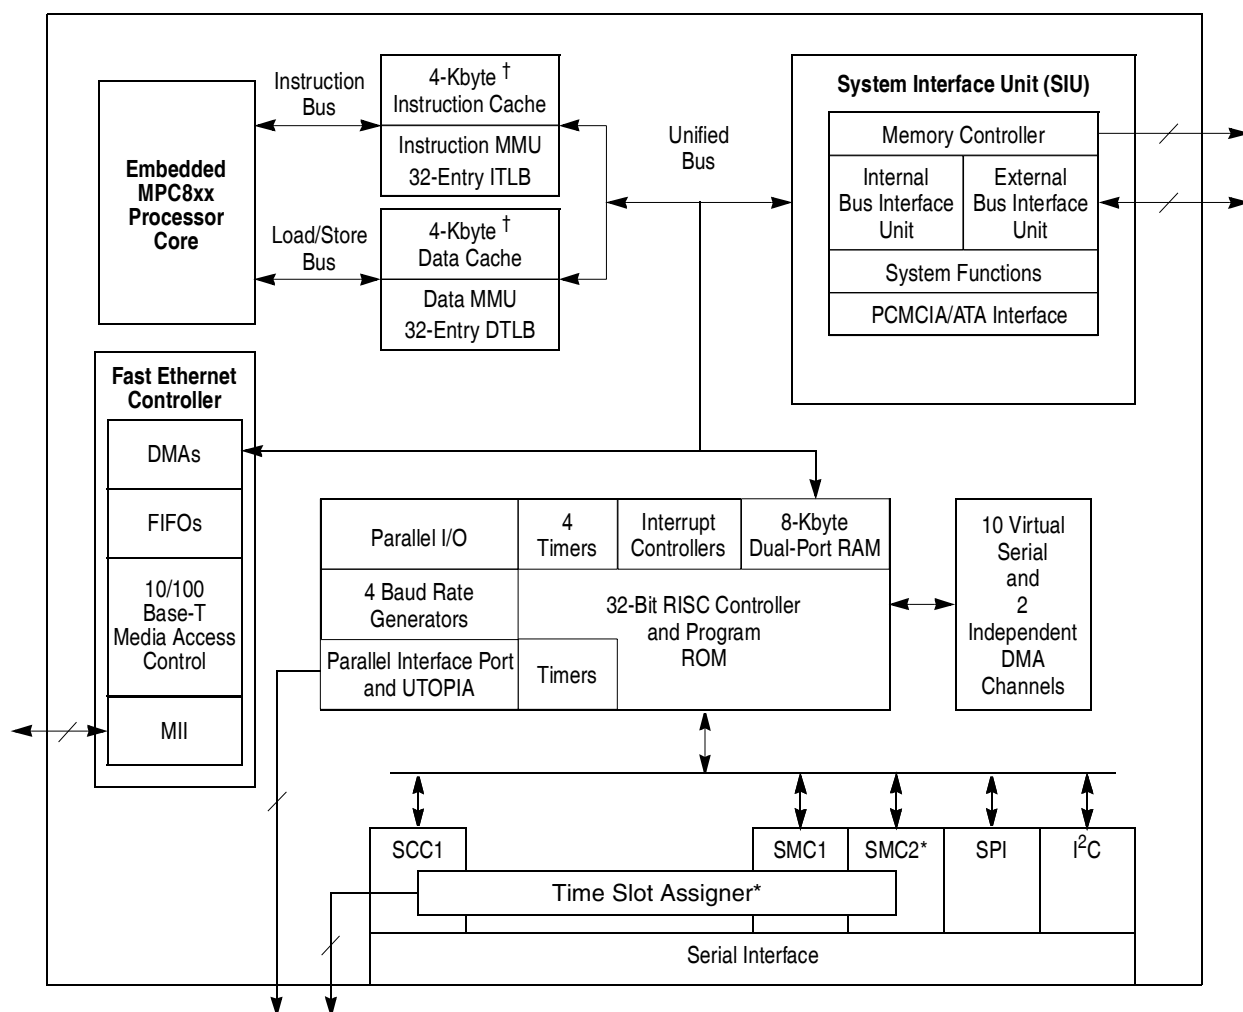 Instruction
Bus
4-Kbyte †
Instruction Cache
Instruction MMU
32-Entry ITLB
Embedded
MPC8xx
Processor
Core
Load/Store
Bus
4-Kbyte †
Data Cache
Data MMU
32-Entry DTLB
Unified
Bus
System Interface Unit (SIU)
Memory Controller
Internal
Bus Interface
Unit
External
Bus Interface
Unit
System Functions
PCMCIA/ATA Interface
Fast Ethernet
Controller
DMAs
FIFOs
10/100
Base-T
Media Access
Control
MII
Parallel I/O
4
Timers
Interrupt
Controllers
8-Kbyte
Dual-Port RAM
4 Baud Rate
Generators
32-Bit RISC Controller
and Program
ROM
Parallel Interface Port
and UTOPIA
Timers
10 Virtual
Serial
and
2
Independent
DMA
Channels
SCC1
SMC1
SMC2*
SPI
I²C
Time Slot Assigner*
Serial Interface